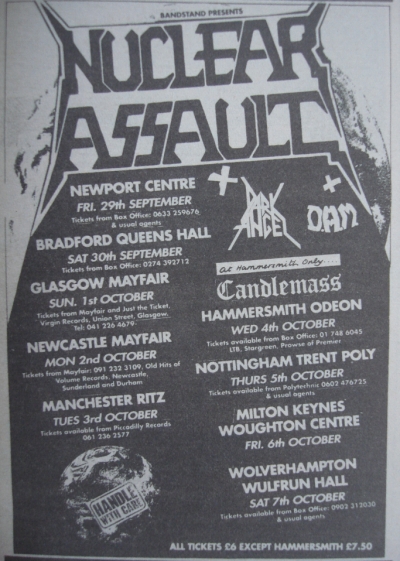 BANDSTAND PRESENTS
NUCLEAR
ASSAULT
NEWPORT CENTRE
FRI. 29th SEPTEMBER
Tickets from Box Office: 0633 259676
& usual agents
BRADFORD QUEENS HALL
SAT 30th SEPTEMBER
Tickets from Box Office: 0274 392712
GLASGOW MAYFAIR
SUN. 1st OCTOBER
Tickets from Mayfair and Just the Ticket,
Virgin Records, Union Street, Glasgow.
Tel: 041 226 4679
NEWCASTLE MAYFAIR
MON 2nd OCTOBER
Tickets from Mayfair: 091 232 3109, Old Hits of
Volume Records, Newcastle,
Sunderland and Durham.
MANCHESTER RITZ
TUES 3rd OCTOBER
Tickets available from Piccadilly Records
061 236 2577
HANDLE
WITH CARE
+
DARK
ANGEL
+
D.A.M
at Hammersmith Only....
Candlemass
HAMMERSMITH ODEON
WED 4th OCTOBER
Tickets available from Box Office: 01 748 6045
LTB, Stargreen, Prowse of Premier
NOTTINGHAM TRENT POLY
THURS 5th OCTOBER
Tickets available from Polytechnic 0602 476725
& usual agents
MILTON KEYNES
WOUGHTON CENTRE
FRI. 6th OCTOBER
WOLVERHAMPTON
WULFRUN HALL
SAT 7th OCTOBER
Tickets available from Box Office: 0902 312030
& usual agents
ALL TICKETS £6 EXCEPT HAMMERSMITH £7.50